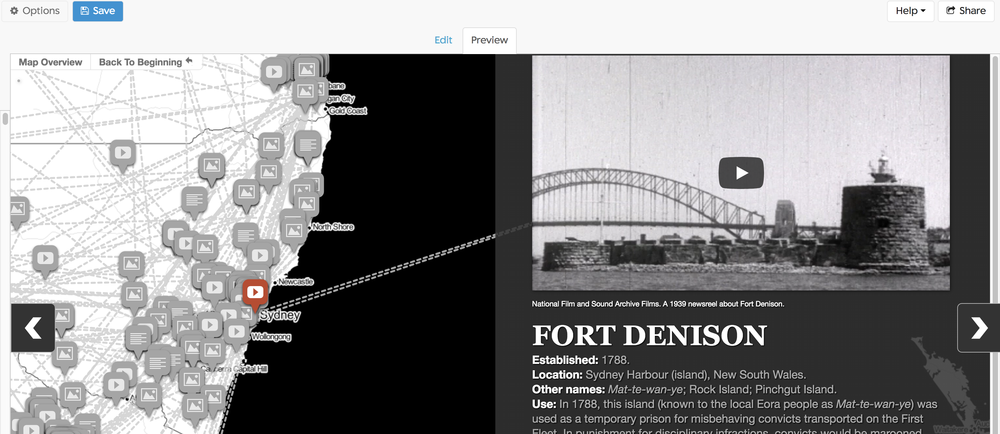 Options
Save
Help
Share
Edit
Preview
Map Overview
Back To Beginning
bane
gan City
Gold Coast
North Shore
Newcastle
Sydney
Wollongong
Capital Hill
National Film and Sound Archive Films. A 1939 newsreel about Fort Denison.
FORT DENISON
Established: 1788.
Location: Sydney Harbour (island), New South Wales.
Other names: Mat-te-wan-ye; Rock Island; Pinchgut Island.
Use: In 1788, this island (known to the local Eora people as Mat-te-wan-ye) was
used as a temporary prison for misbehaving convicts transported on the First
Fleet. In punishment for disciplinary infractions, convicts would be marooned
Waitakere
Auc